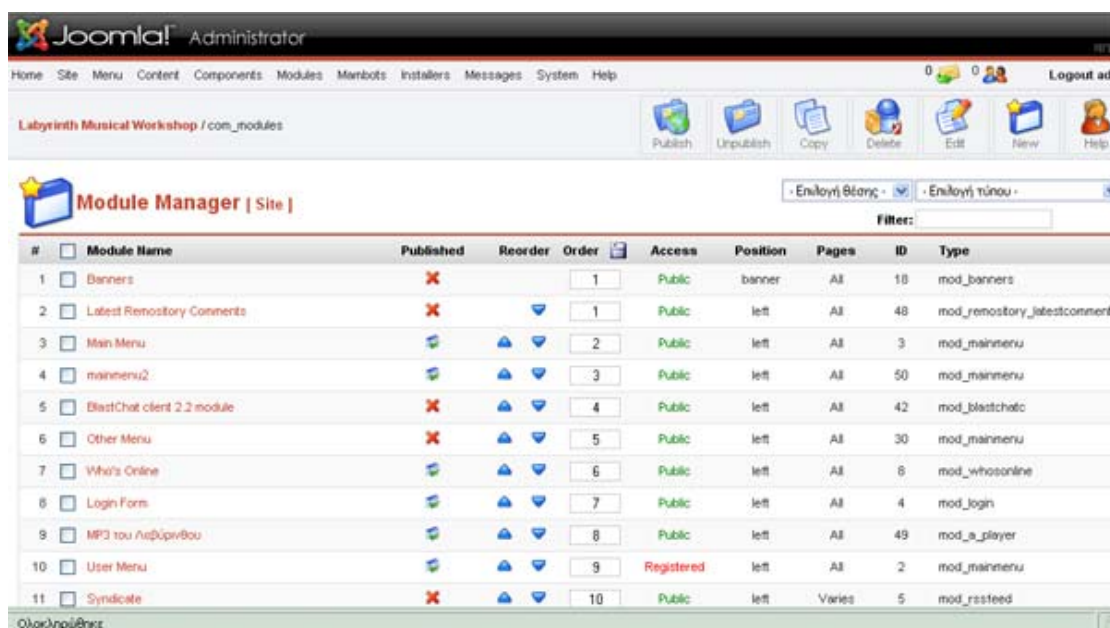 Joomla! Administrator
Home Site Menu Content Components Modules Mambots Installers Messages System Help 0 0 Logout ad
Labyrinth Musical Workshop / com_modules
Publish Unpublish Copy Delete Edit New Help
Module Manager [ Site ]
- Επιλογή θέσης - - Επιλογή τύπου -
Filter:
# Module Name Published Reorder Order Access Position Pages ID Type
1 Banners 1 Public banner All 18 mod_banners
2 Latest Remository Comments 1 Public left All 48 mod_remository_latestcomment
3 Main Menu 2 Public left All 3 mod_mainmenu
4 mainmenu2 3 Public left All 50 mod_mainmenu
5 BlastChat client 2.2 module 4 Public left All 42 mod_blastchatc
6 Other Menu 5 Public left All 30 mod_mainmenu
7 Who's Online 6 Public left All 8 mod_whosonline
8 Login Form 7 Public left All 4 mod_login
9 MP3 του Λαβύρινθου 8 Public left All 49 mod_a_player
10 User Menu 9 Registered left All 2 mod_mainmenu
11 Syndicate 10 Public left Varies 5 mod_rssfeed
Ολοκληρώθηκε